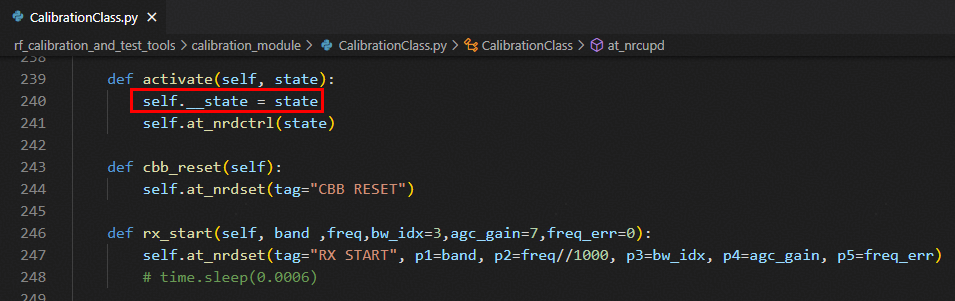 CalibrationClass.py
rf_calibration_and_test_tools > calibration_module > CalibrationClass.py > CalibrationClass > at_nrcupd
238
239 def activate(self, state):
240 self.__state = state
241 self.at_nrdctrl(state)
242
243 def cbb_reset(self):
244 self.at_nrdset(tag="CBB RESET")
245
246 def rx_start(self, band ,freq,bw_idx=3,agc_gain=7,freq_err=0):
247 self.at_nrdset(tag="RX START", p1=band, p2=freq//1000, p3=bw_idx, p4=agc_gain, p5=freq_err)
248 # time.sleep(0.0006)
249